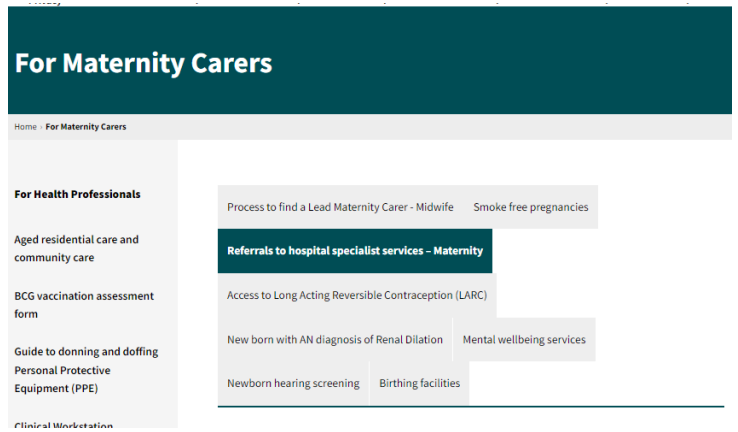 For Maternity Carers
Home › For Maternity Carers
For Health Professionals
Aged residential care and
community care
BCG vaccination assessment
form
Guide to donning and doffing
Personal Protective
Equipment (PPE)
Clinical Workstation
Process to find a Lead Maternity Carer - Midwife
Smoke free pregnancies
Referrals to hospital specialist services – Maternity
Access to Long Acting Reversible Contraception (LARC)
New born with AN diagnosis of Renal Dilation
Mental wellbeing services
Newborn hearing screening
Birthing facilities